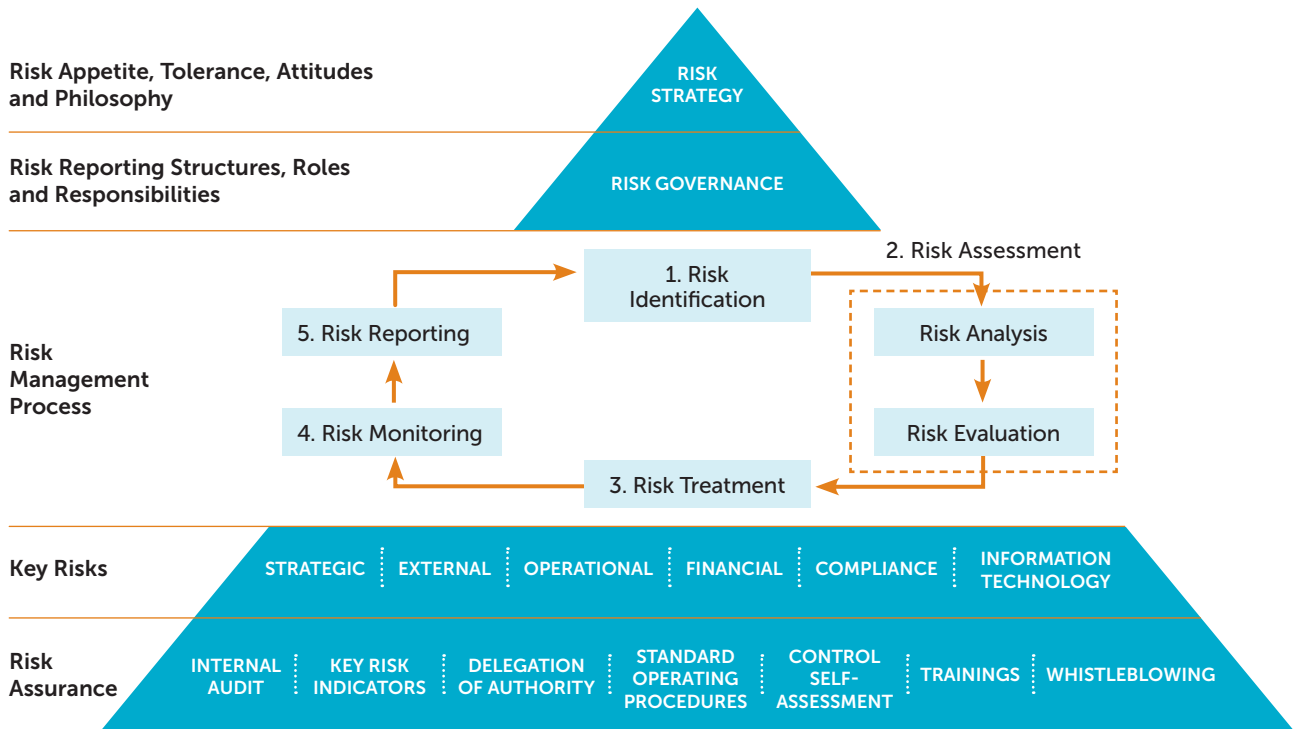 Risk Appetite, Tolerance, Attitudes
and Philosophy
RISK
STRATEGY
Risk Reporting Structures, Roles
and Responsibilities
RISK GOVERNANCE
Risk
Management
Process
1. Risk
Identification
2. Risk Assessment
Risk Analysis
Risk Evaluation
3. Risk Treatment
4. Risk Monitoring
5. Risk Reporting
Key Risks
STRATEGIC
EXTERNAL
OPERATIONAL
FINANCIAL
COMPLIANCE
INFORMATION
TECHNOLOGY
Risk
Assurance
INTERNAL
AUDIT
KEY RISK
INDICATORS
DELEGATION
OF AUTHORITY
STANDARD
OPERATING
PROCEDURES
CONTROL
SELF-
ASSESSMENT
TRAININGS
WHISTLEBLOWING